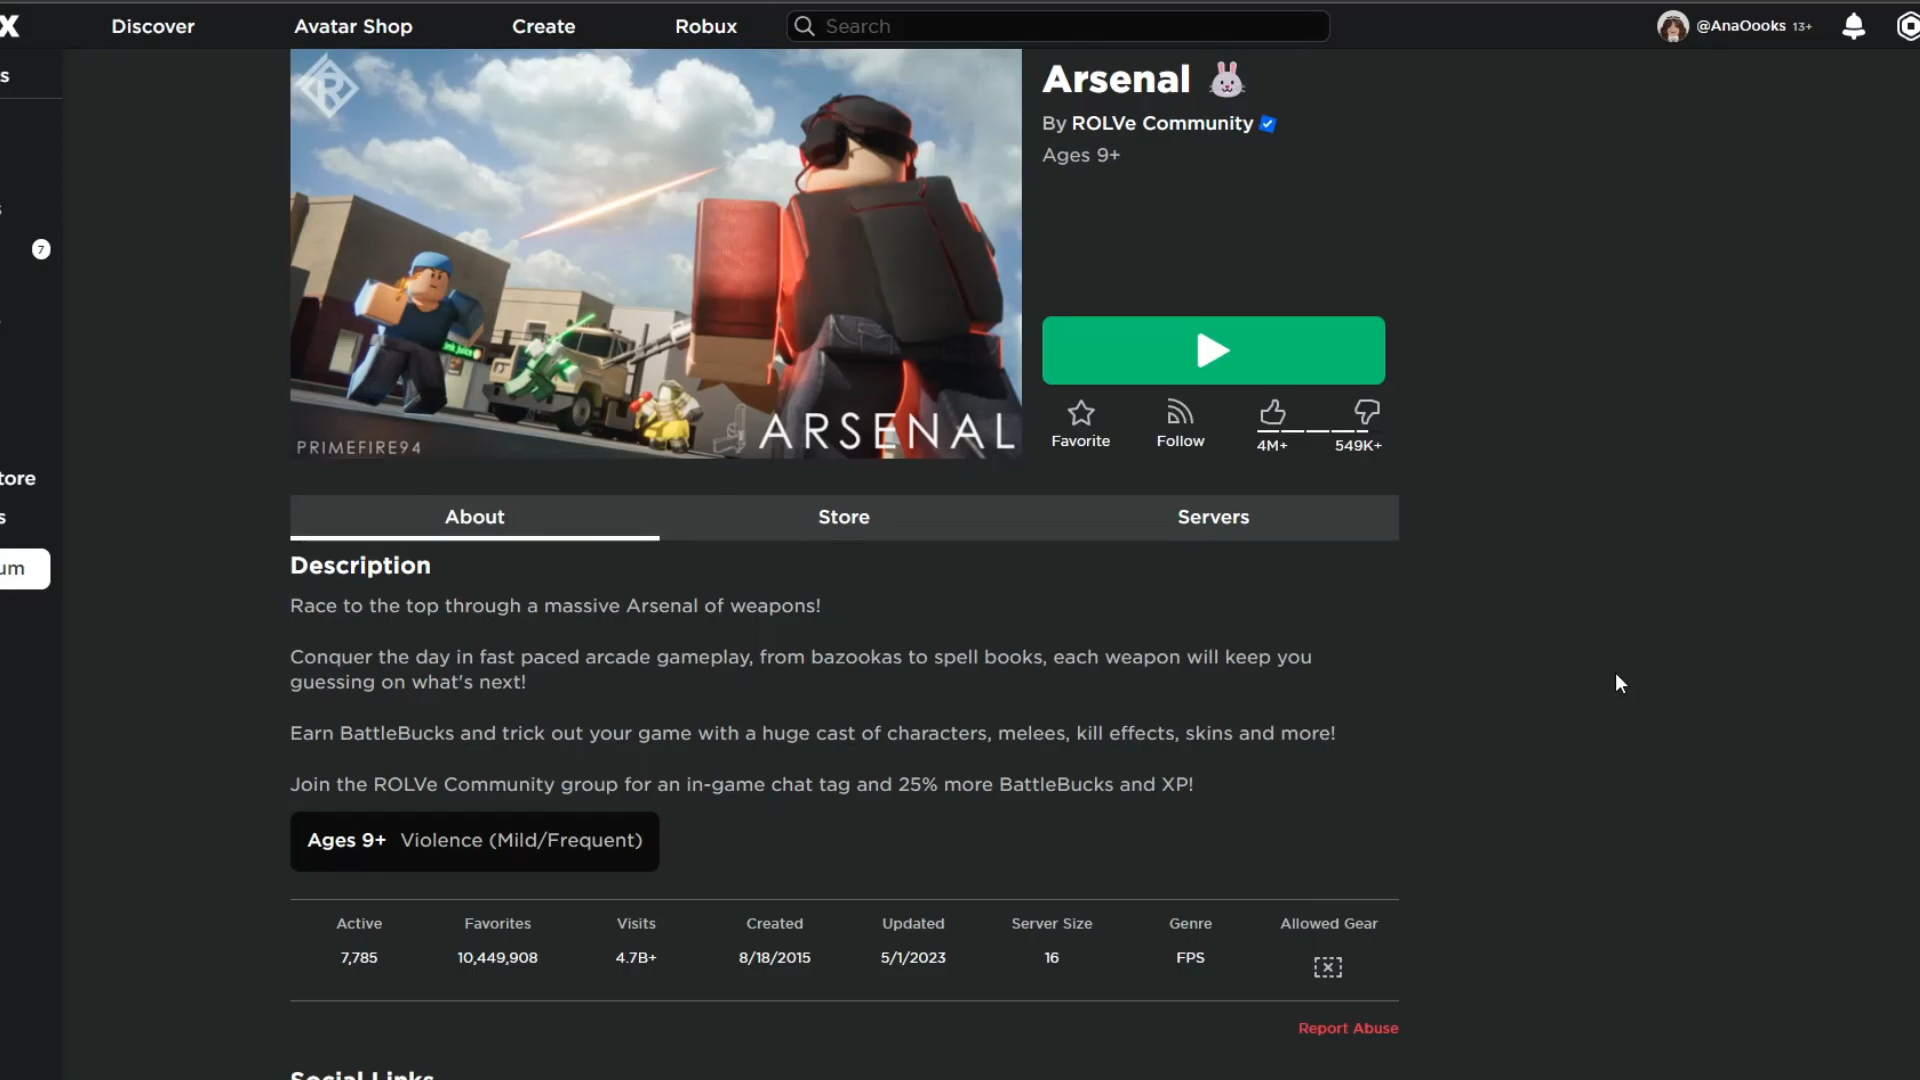 X
Discover
Avatar Shop
Create
Robux
Search
@AnaOooks 13+
s
7
tore
s
um
R
PRIMEFIRE94
ARSENAL
Arsenal 🐰
By ROLVe Community
Ages 9+
Favorite
Follow
4M+
549K+
About
Store
Servers
Description
Race to the top through a massive Arsenal of weapons!
Conquer the day in fast paced arcade gameplay, from bazookas to spell books, each weapon will keep you
guessing on what's next!
Earn BattleBucks and trick out your game with a huge cast of characters, melees, kill effects, skins and more!
Join the ROLVe Community group for an in-game chat tag and 25% more BattleBucks and XP!
Ages 9+ Violence (Mild/Frequent)
Active Favorites Visits Created Updated Server Size Genre Allowed Gear
7,785 10,449,908 4.7B+ 8/18/2015 5/1/2023 16 FPS
Report Abuse
Social Links